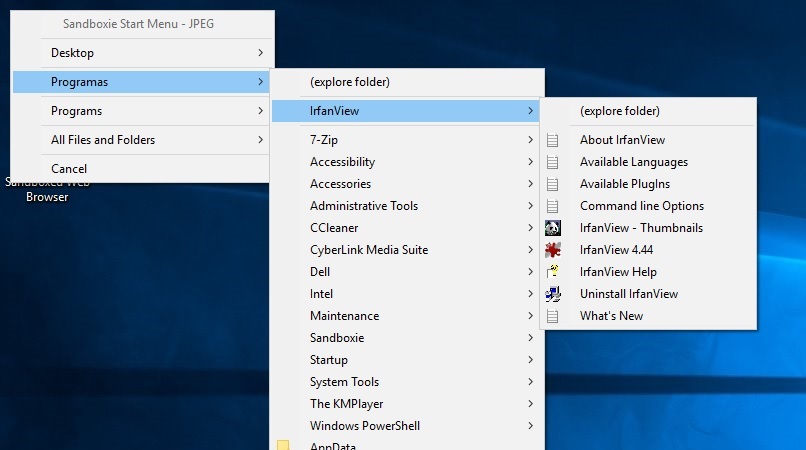 Sandboxie Start Menu - JPEG
Desktop
Programas
Programs
All Files and Folders
Cancel
Sandboxed Web
Browser
(explore folder)
IrfanView
7-Zip
Accessibility
Accessories
Administrative Tools
CCleaner
CyberLink Media Suite
Dell
Intel
Maintenance
Sandboxie
Startup
System Tools
The KMPlayer
Windows PowerShell
AppData
(explore folder)
About IrfanView
Available Languages
Available PlugIns
Command line Options
IrfanView - Thumbnails
IrfanView 4.44
IrfanView Help
Uninstall IrfanView
What's New